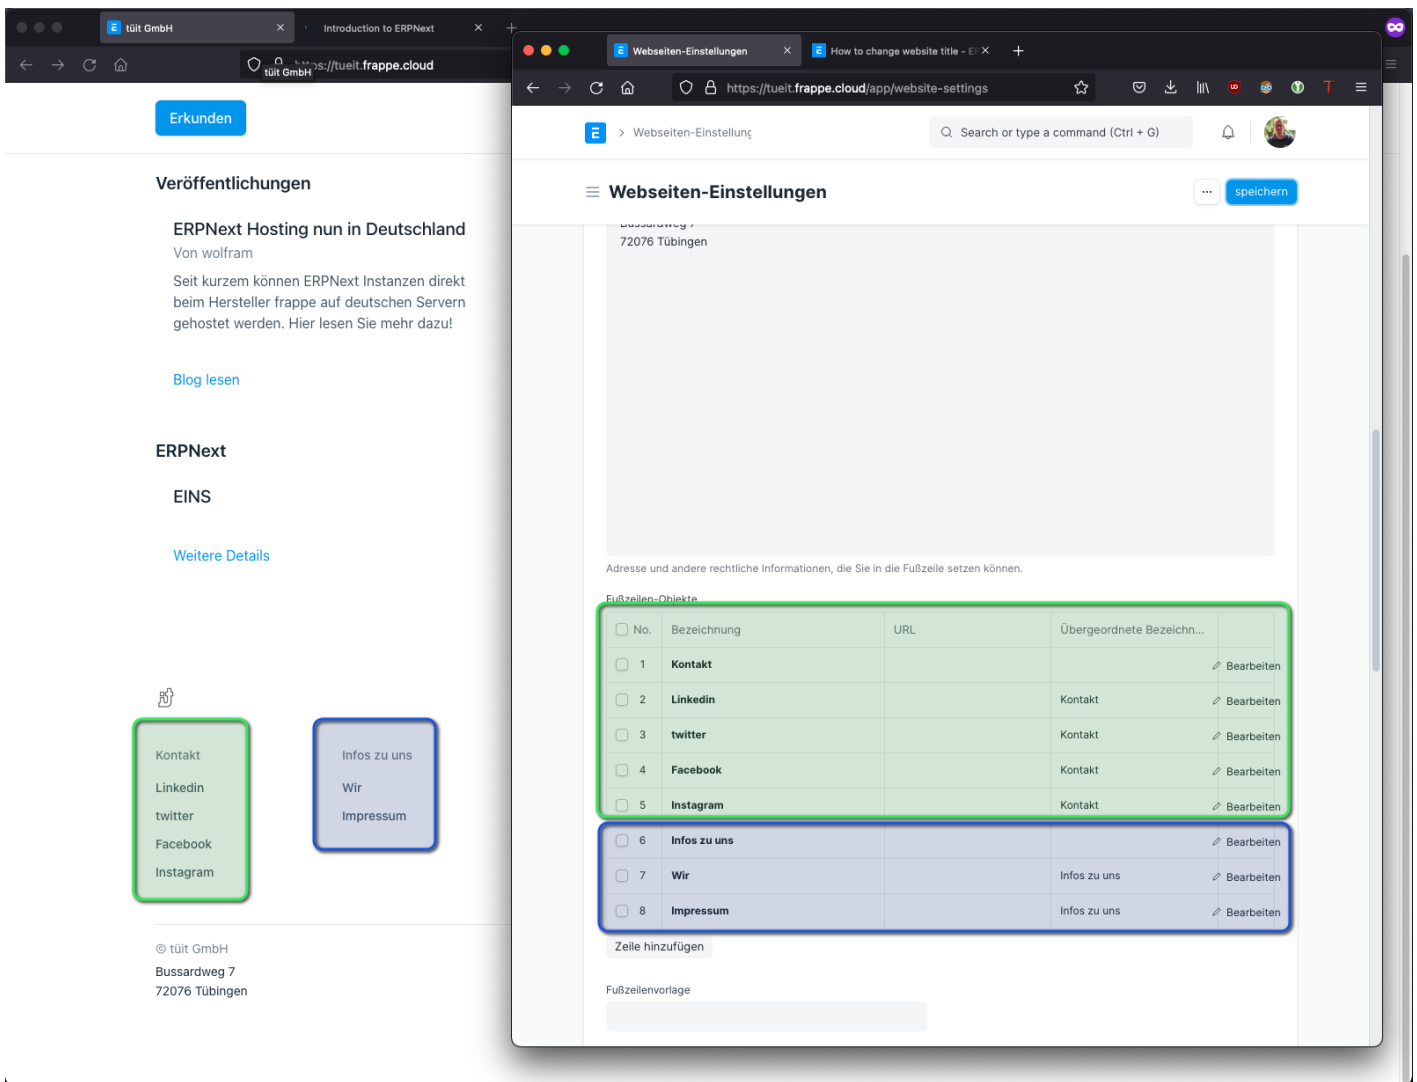 tüit GmbH
Introduction to ERPNext
https://tueit.frappe.cloud
tüit GmbH
Erkunden
Veröffentlichungen
ERPNext Hosting nun in Deutschland
Von wolfram
Seit kurzem können ERPNext Instanzen direkt
beim Hersteller frappe auf deutschen Servern
gehostet werden. Hier lesen Sie mehr dazu!
Blog lesen
ERPNext
EINS
Weitere Details
Kontakt
Linkedin
twitter
Facebook
Instagram
Infos zu uns
Wir
Impressum
© tüit GmbH
Bussardweg 7
72076 Tübingen
Webseiten-Einstellungen
How to change website title - E
https://tueit.frappe.cloud/app/website-settings
E > Webseiten-Einstellung
Search or type a command (Ctrl + G)
Webseiten-Einstellungen
··· speichern
Bussardweg 7
72076 Tübingen
Adresse und andere rechtliche Informationen, die Sie in die Fußzeile setzen können.
Fußzeilen-Objekte
No. Bezeichnung URL Übergeordnete Bezeichn...
1 Kontakt Bearbeiten
2 Linkedin Kontakt Bearbeiten
3 twitter Kontakt Bearbeiten
4 Facebook Kontakt Bearbeiten
5 Instagram Kontakt Bearbeiten
6 Infos zu uns Bearbeiten
7 Wir Infos zu uns Bearbeiten
8 Impressum Infos zu uns Bearbeiten
Zeile hinzufügen
Fußzeilenvorlage